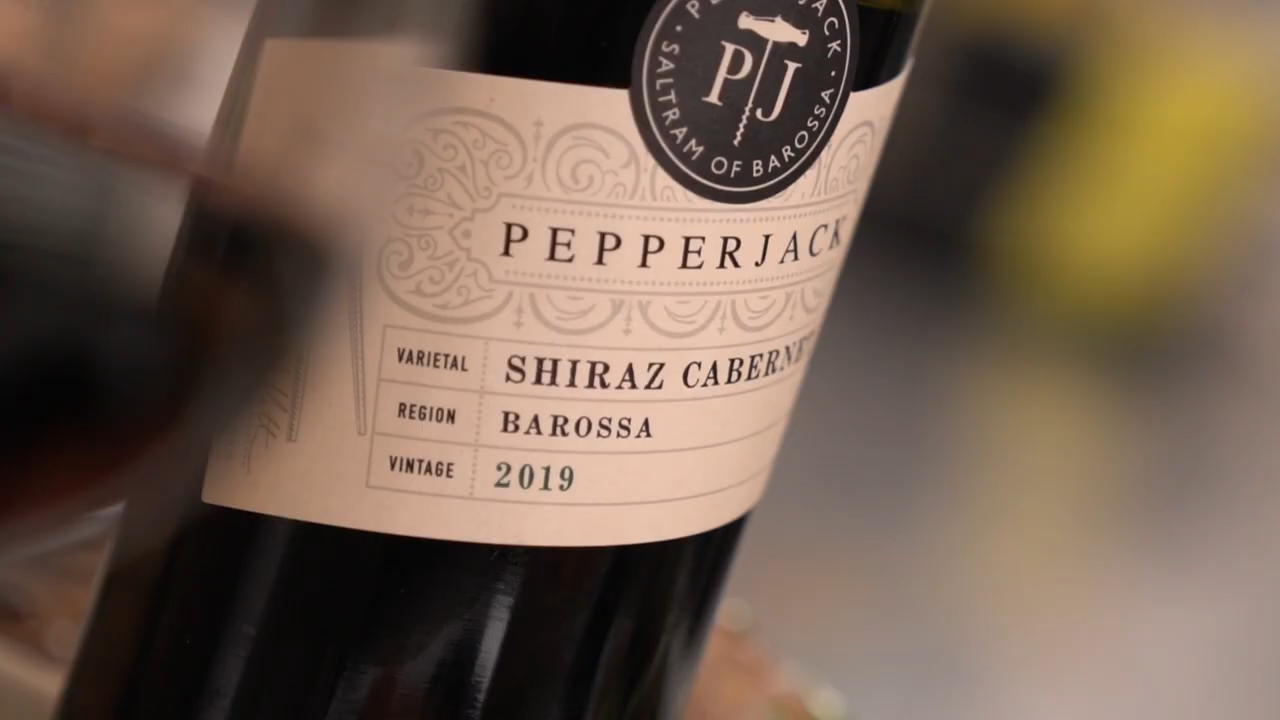 PEPPERJACK
PJ
SALTRAM OF BAROSSA
PEPPERJACK
VARIETAL SHIRAZ CABERNET
REGION BAROSSA
VINTAGE 2019